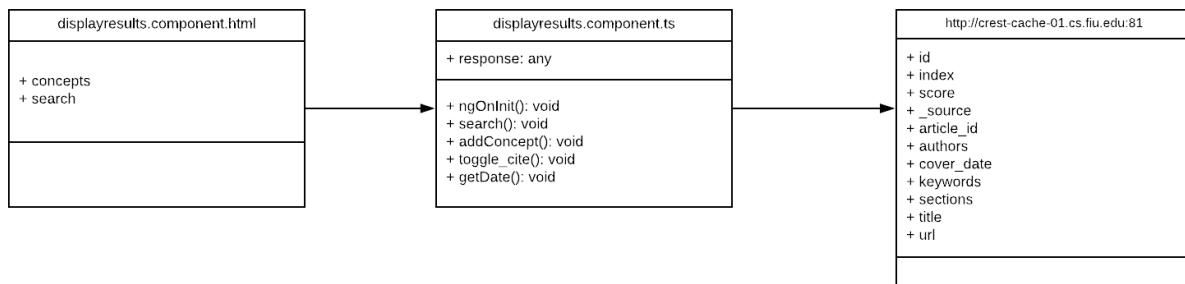 displayresults.component.html
+ concepts
+ search
displayresults.component.ts
+ response: any
+ ngOnInit(): void
+ search(): void
+ addConcept(): void
+ toggle_cite(): void
+ getDate(): void
http://crest-cache-01.cs.fiu.edu:81
+ id
+ index
+ score
+ _source
+ article_id
+ authors
+ cover_date
+ keywords
+ sections
+ title
+ url